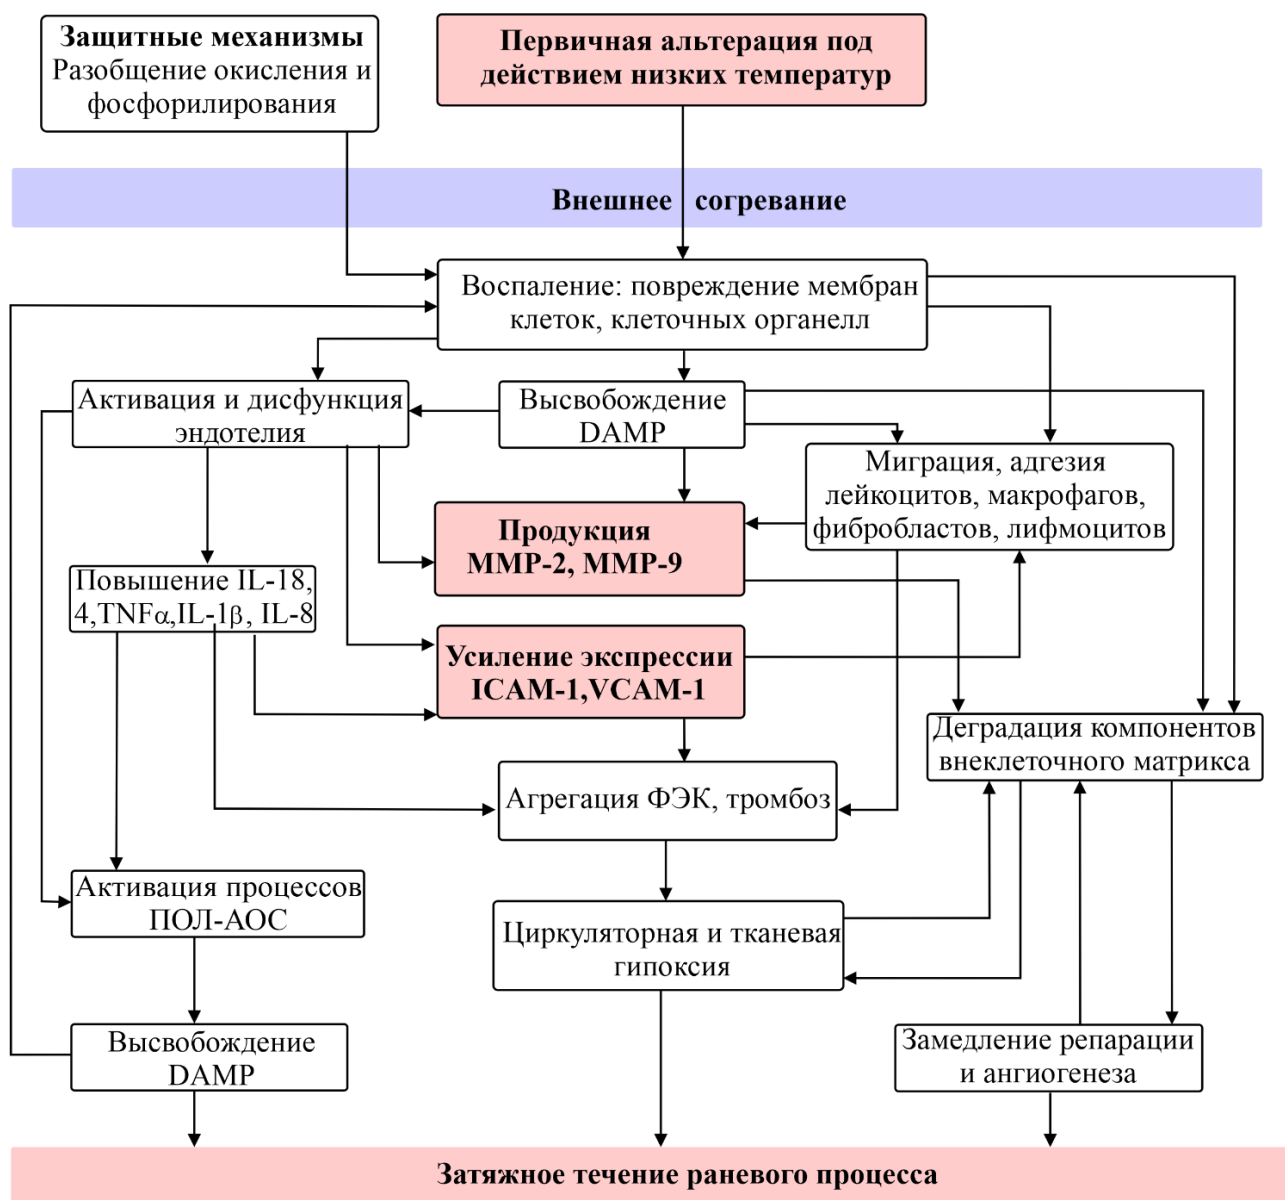 Защитные механизмы
Разобщение окисления и
фосфорилирования
Первичная альтерация под
действием низких температур
Внешнее согревание
Воспаление: повреждение мембран
клеток, клеточных органелл
Активация и дисфункция
эндотелия
Высвобождение
DAMP
Миграция, адгезия
лейкоцитов, макрофагов,
фибробластов, лифмоцитов
Продукция
ММР-2, ММР-9
Повышение IL-18,
4,TNFα,IL-1β, IL-8
Усиление экспрессии
ICAM-1,VCAM-1
Деградация компонентов
внеклеточного матрикса
Агрегация ФЭК, тромбоз
Активация процессов
ПОЛ-АОС
Циркуляторная и тканевая
гипоксия
Высвобождение
DAMP
Замедление репарации
и ангиогенеза
Затяжное течение раневого процесса